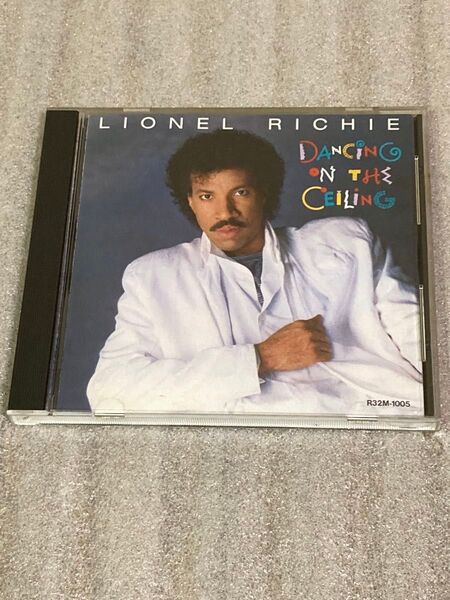 LIONEL RICHIE
DANCING
ON THE
CEILING
R32M-1005